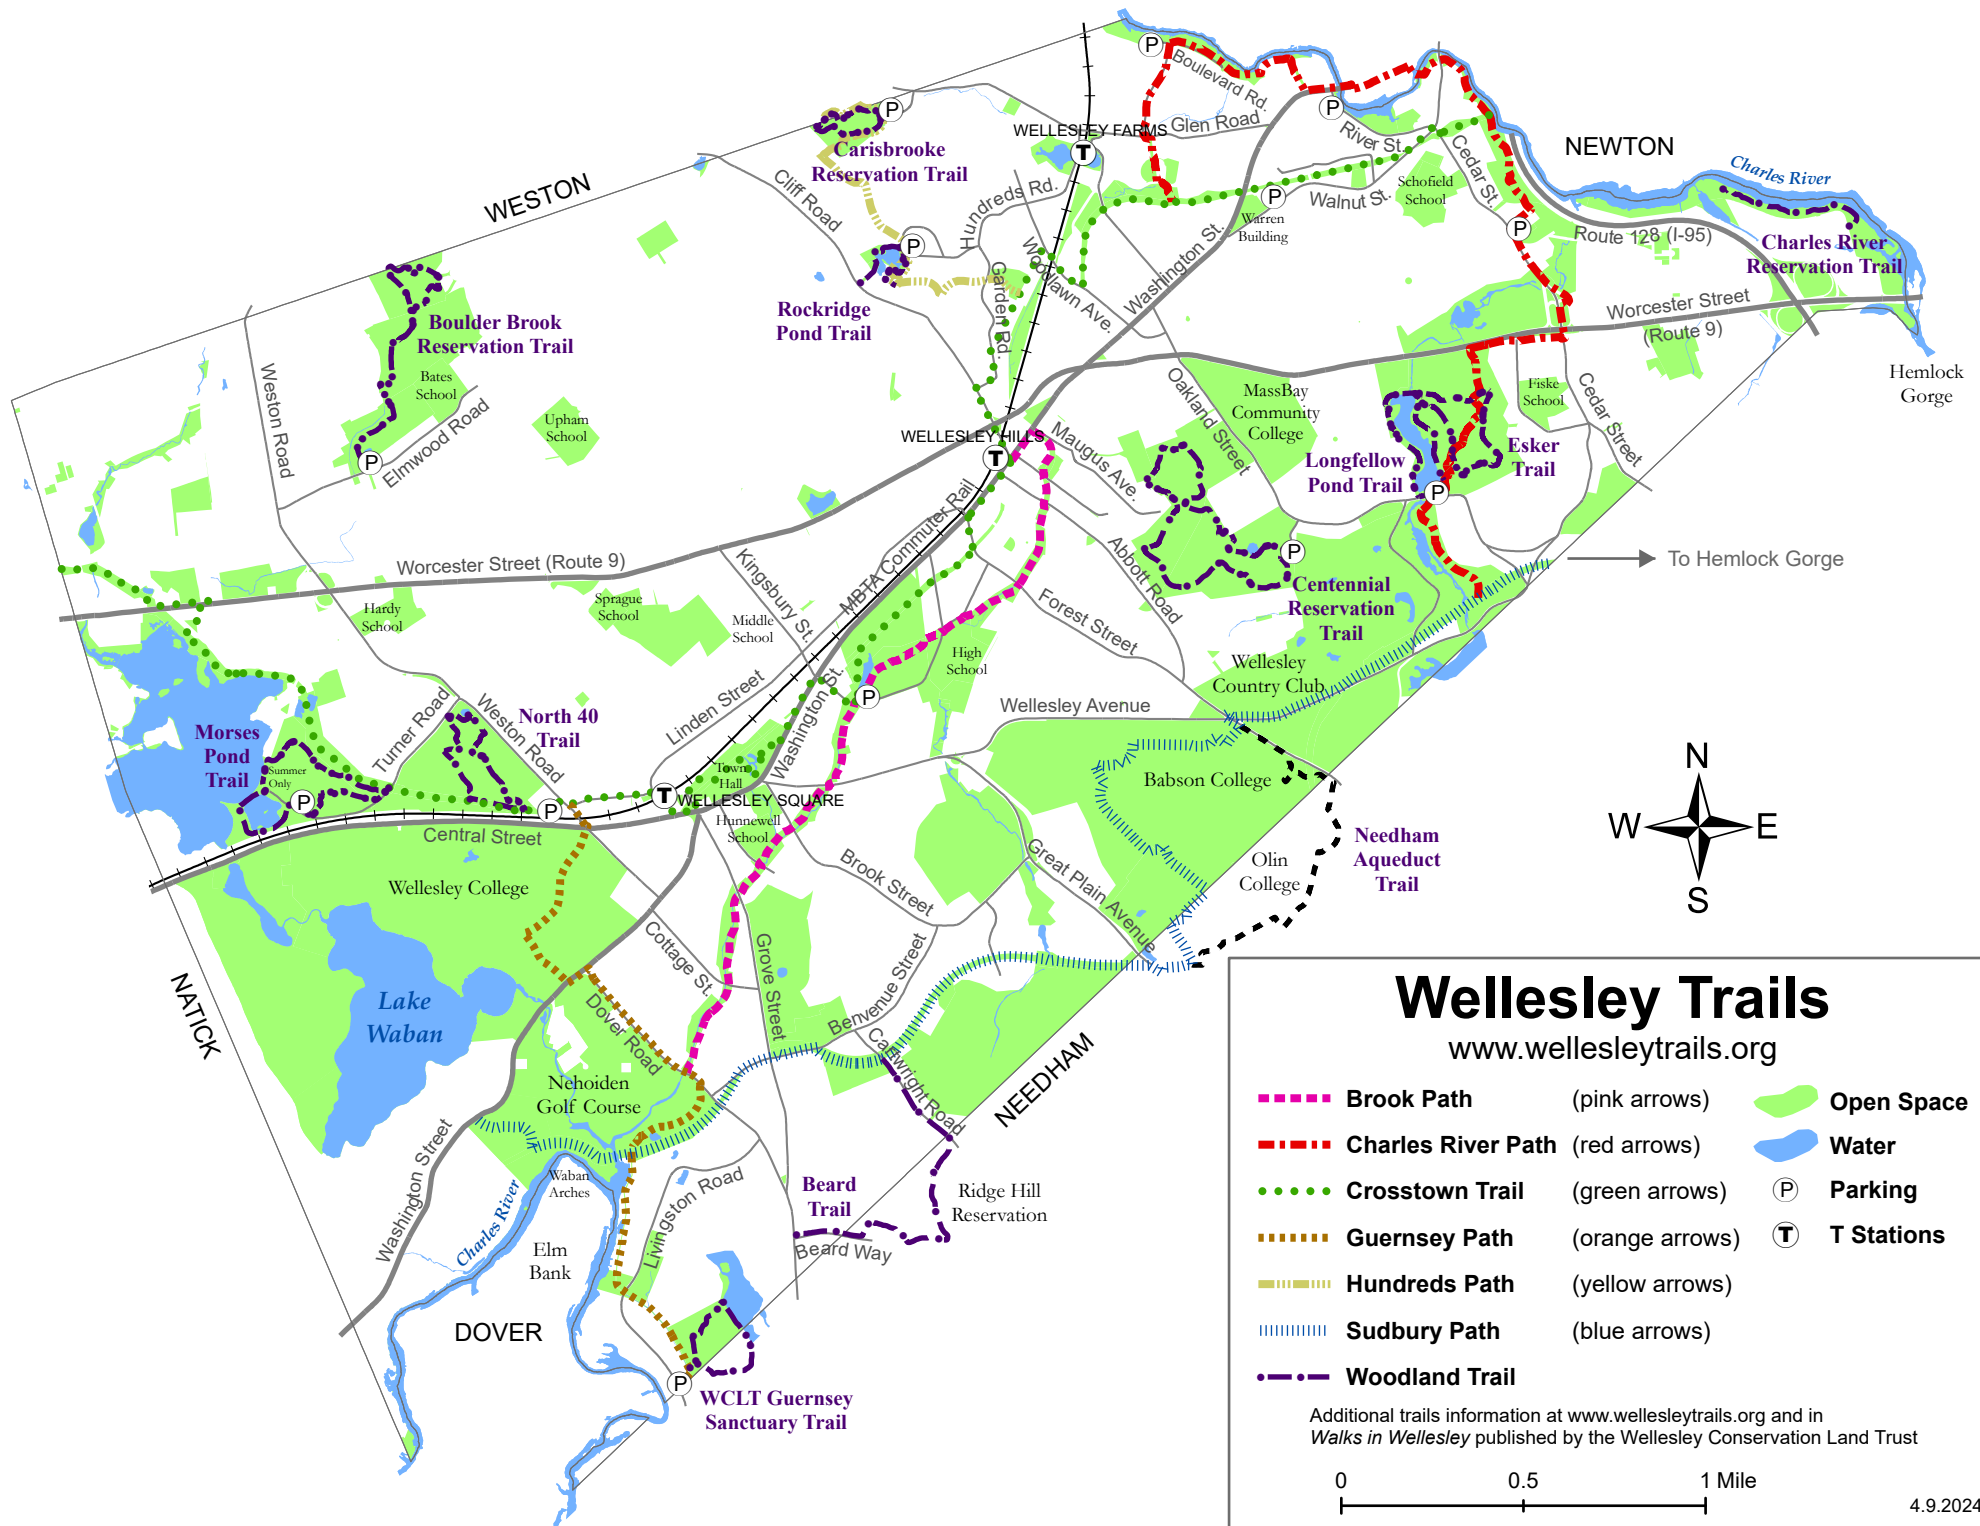 WESTON
NEWTON
NATICK
NEEDHAM
DOVER
WELLESLEY FARMS
WELLESLEY HILLS
WELLESLEY SQUARE
T
T
T
P
P
P
P
P
P
P
P
P
P
P
P
P
P
Boulevard Rd.
Glen Road
River St.
Cedar St.
Walnut St.
Warren
Building
Schofield
School
Charles River
Route 128 (I-95)
Charles River
Reservation Trail
Worcester Street
(Route 9)
Hemlock
Gorge
Carisbrooke
Reservation Trail
Cliff Road
Hundreds Rd.
Woodlawn Ave.
Garden Rd.
Washington St.
Rockridge
Pond Trail
Boulder Brook
Reservation Trail
Bates
School
Elmwood Road
Weston Road
Upham
School
Maugus Ave.
Oakland Street
MassBay
Community
College
Fiske
School
Cedar Street
Longfellow
Pond Trail
Esker
Trail
To Hemlock Gorge
Worcester Street (Route 9)
Kingsbury St.
MBTA Commuter Rail
Abbott Road
Forest Street
Centennial
Reservation
Trail
Hardy
School
Sprague
School
Middle
School
High
School
Wellesley
Country Club
Wellesley Avenue
Linden Street
Washington St.
Turner Road
Weston Road
North 40
Trail
Morses
Pond
Trail
Summer
Only
Town
Hall
Hunnewell
School
Central Street
Wellesley College
Babson College
Olin
College
Needham
Aqueduct
Trail
Brook Street
Great Plain Avenue
Cottage St.
Grove Street
Benvenue Street
Cartwright Road
Lake
Waban
Dover Road
Nehoiden
Golf Course
Washington Street
Waban
Arches
Charles River
Elm
Bank
Livingston Road
Beard
Trail
Beard Way
Ridge Hill
Reservation
WCLT Guernsey
Sanctuary Trail
N
W
E
S
Wellesley Trails
www.wellesleytrails.org
Brook Path (pink arrows)
Charles River Path (red arrows)
Crosstown Trail (green arrows)
Guernsey Path (orange arrows)
Hundreds Path (yellow arrows)
Sudbury Path (blue arrows)
Woodland Trail
Open Space
Water
P Parking
T T Stations
Additional trails information at www.wellesleytrails.org and in
Walks in Wellesley published by the Wellesley Conservation Land Trust
0 0.5 1 Mile
4.9.2024